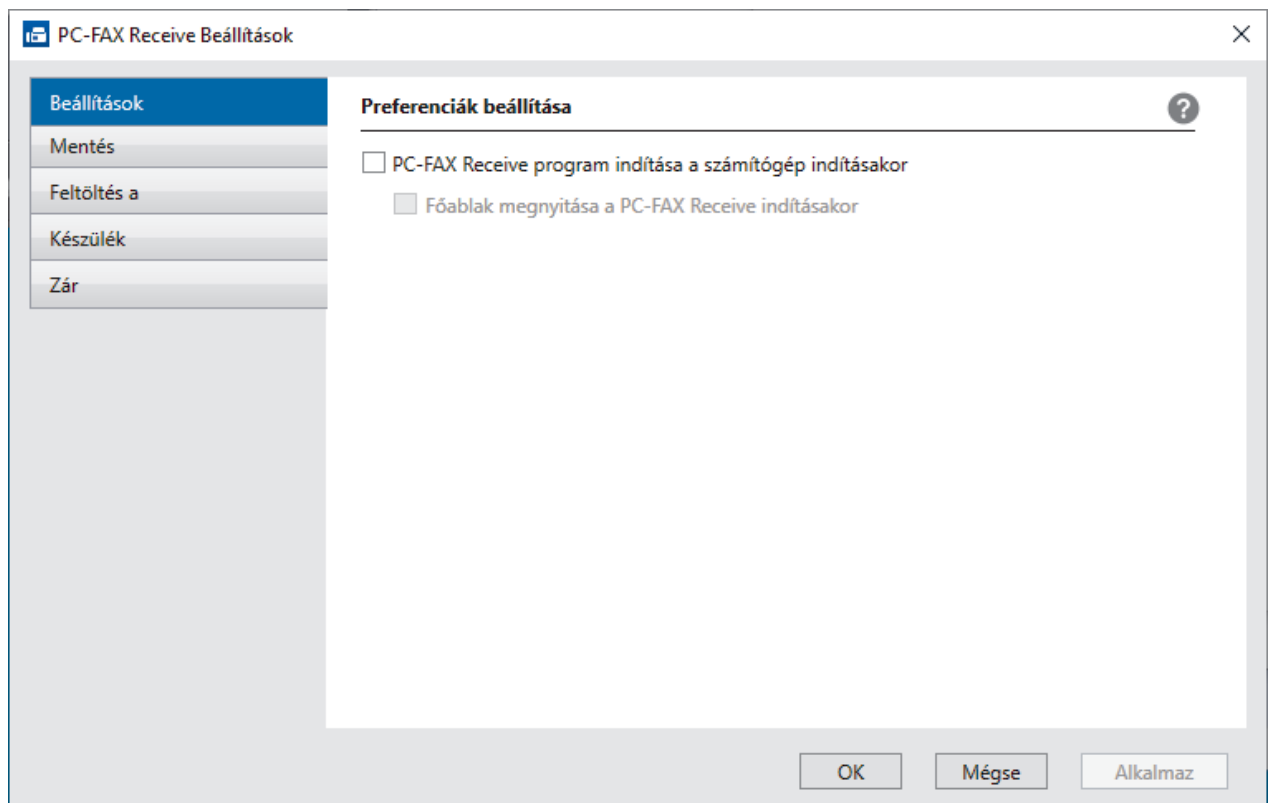 PC-FAX Receive Beállítások
Beállítások
Mentés
Feltöltés a
Készülék
Zár
Preferenciák beállítása
?
PC-FAX Receive program indítása a számítógép indításakor
Főablak megnyitása a PC-FAX Receive indításakor
OK
Mégse
Alkalmaz